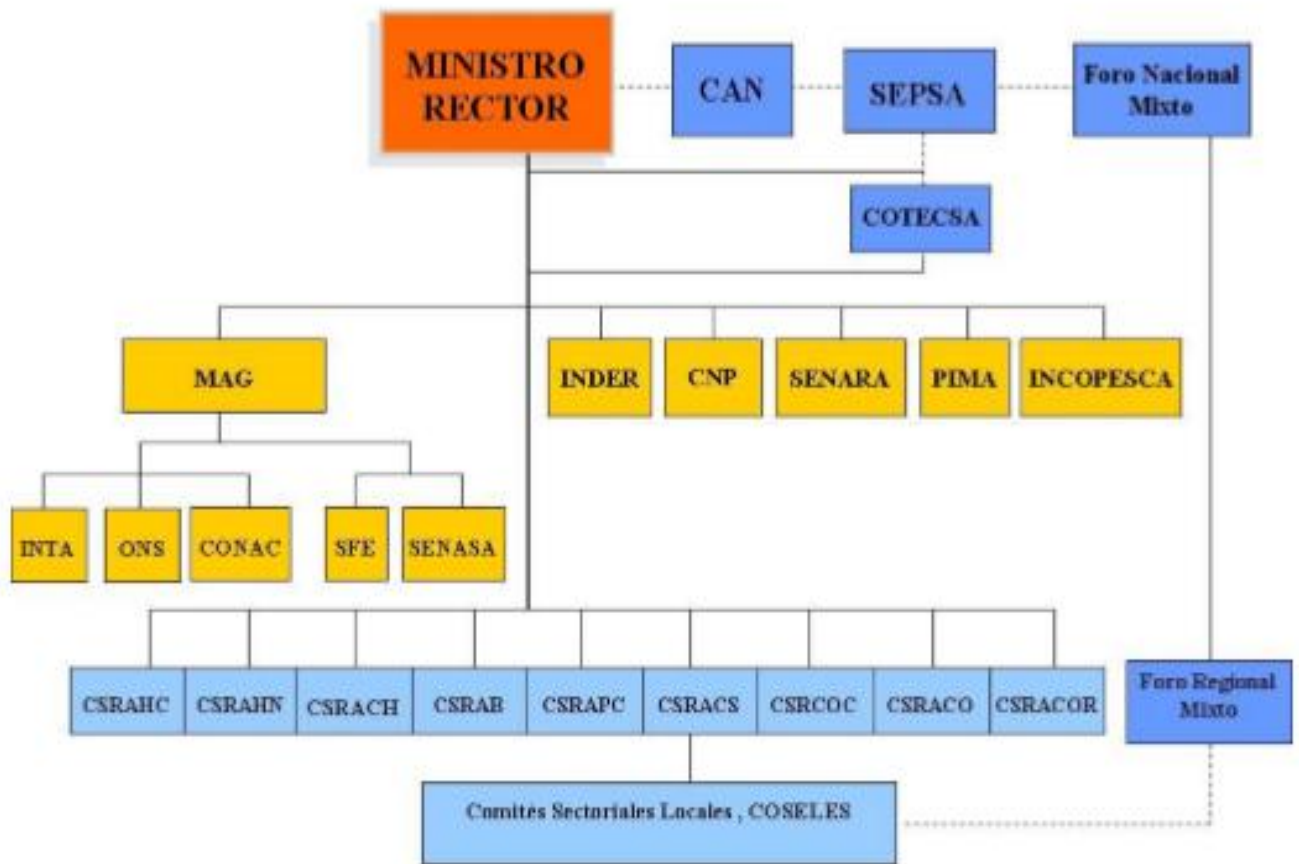 MINISTRO
RECTOR
CAN
SEPSA
Foro Nacional
Mixto
COTECSA
MAG
INDER
CNP
SENARA
PIMA
INCOPESCA
INTA
ONS
CONAC
SFE
SENASA
CSRAHC
CSRAHN
CSRACH
CSRAB
CSRAPC
CSRACS
CSRCOC
CSRACO
CSRACOR
Foro Regional
Mixto
Comités Sectoriales Locales , COSELES